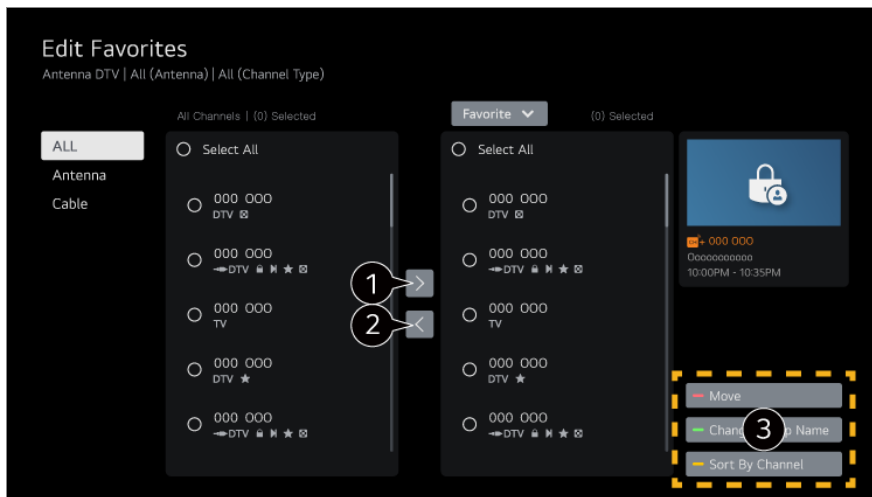 Edit Favorites
Antenna DTV | All (Antenna) | All (Channel Type)
All Channels | (0) Selected
Favorite
(0) Selected
ALL
Antenna
Cable
Select All
000 000
DTV
000 000
DTV
000 000
TV
000 000
DTV
000 000
DTV
1
2
Select All
000 000
DTV
000 000
DTV
000 000
TV
000 000
DTV
000 000
DTV
+ 000 000
Oooooooooo
10:00PM - 10:35PM
Move
3
Name
Sort By Channel